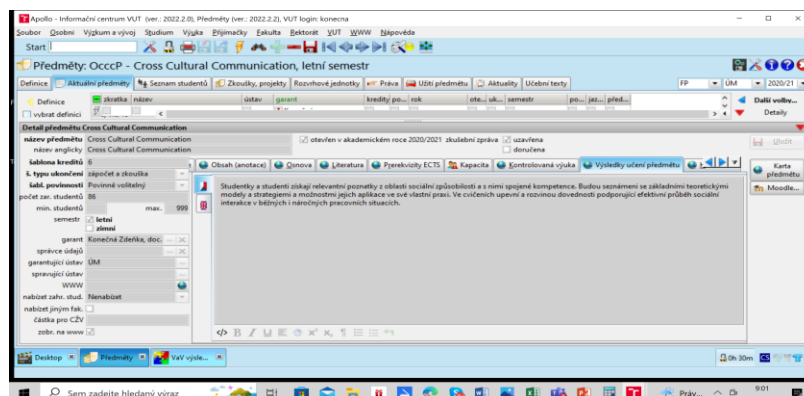 Apollo - Informační centrum VUT (ver.: 2022.2.0), Předměty (ver.: 2022.2.2), VUT login: konecna
Soubor Osobní Výzkum a vývoj Studium Výuka Přijímačky Fakulta Rektorát VUT WWW Nápověda
Start
Předměty: OcccP - Cross Cultural Communication, letní semestr
Definice Aktuální předměty Seznam studentů Zkoušky, projekty Rozvrhové jednotky Práva Užití předmětu Aktuality Učební texty FP ÚM 2020/21
Definice zkratka název ústav garant kredity po... rok ote... uk... semestr po... jaz... před... Další volby...
vybrat definici Detaily
Detail předmětu Cross Cultural Communication
název předmětu Cross Cultural Communication otevřen v akademickém roce 2020/2021 zkušební zpráva uzavřena Uložit
název anglicky Cross Cultural Communication doručena
šablona kreditů 6 Obsah (anotace) Osnova Literatura Prerekvizity ECTS Kapacita Kontrolovaná výuka Výsledky učení předmětu Karta předmětu
š. typu ukončení zápočet a zkouška
šabl. povinnosti Povinně volitelný Moodle...
počet zar. studentů 86
min. studentů max. 999
semestr letní
zimní
garant Konečná Zdeňka, doc.
správce údajů
garantující ústav ÚM
spravující ústav
WWW
nabízet zahr. stud. Nenabízet
nabízet jiným fak.
částka pro CŽV
zobr. na www
Studentky a studenti získají relevantní poznatky z oblasti sociální způsobilosti a s nimi spojené kompetence. Budou seznámeni se základními teoretickými
modely a strategiemi a možnostmi jejich aplikace ve své vlastní praxi. Ve cvičeních upevní a rozvinou dovednosti podporující efektivní průběh sociální
interakce v běžných i náročných pracovních situacích.
Desktop Předměty VaV výsle... 0h 30m CS
Sem zadejte hledaný výraz Práv... 9:01